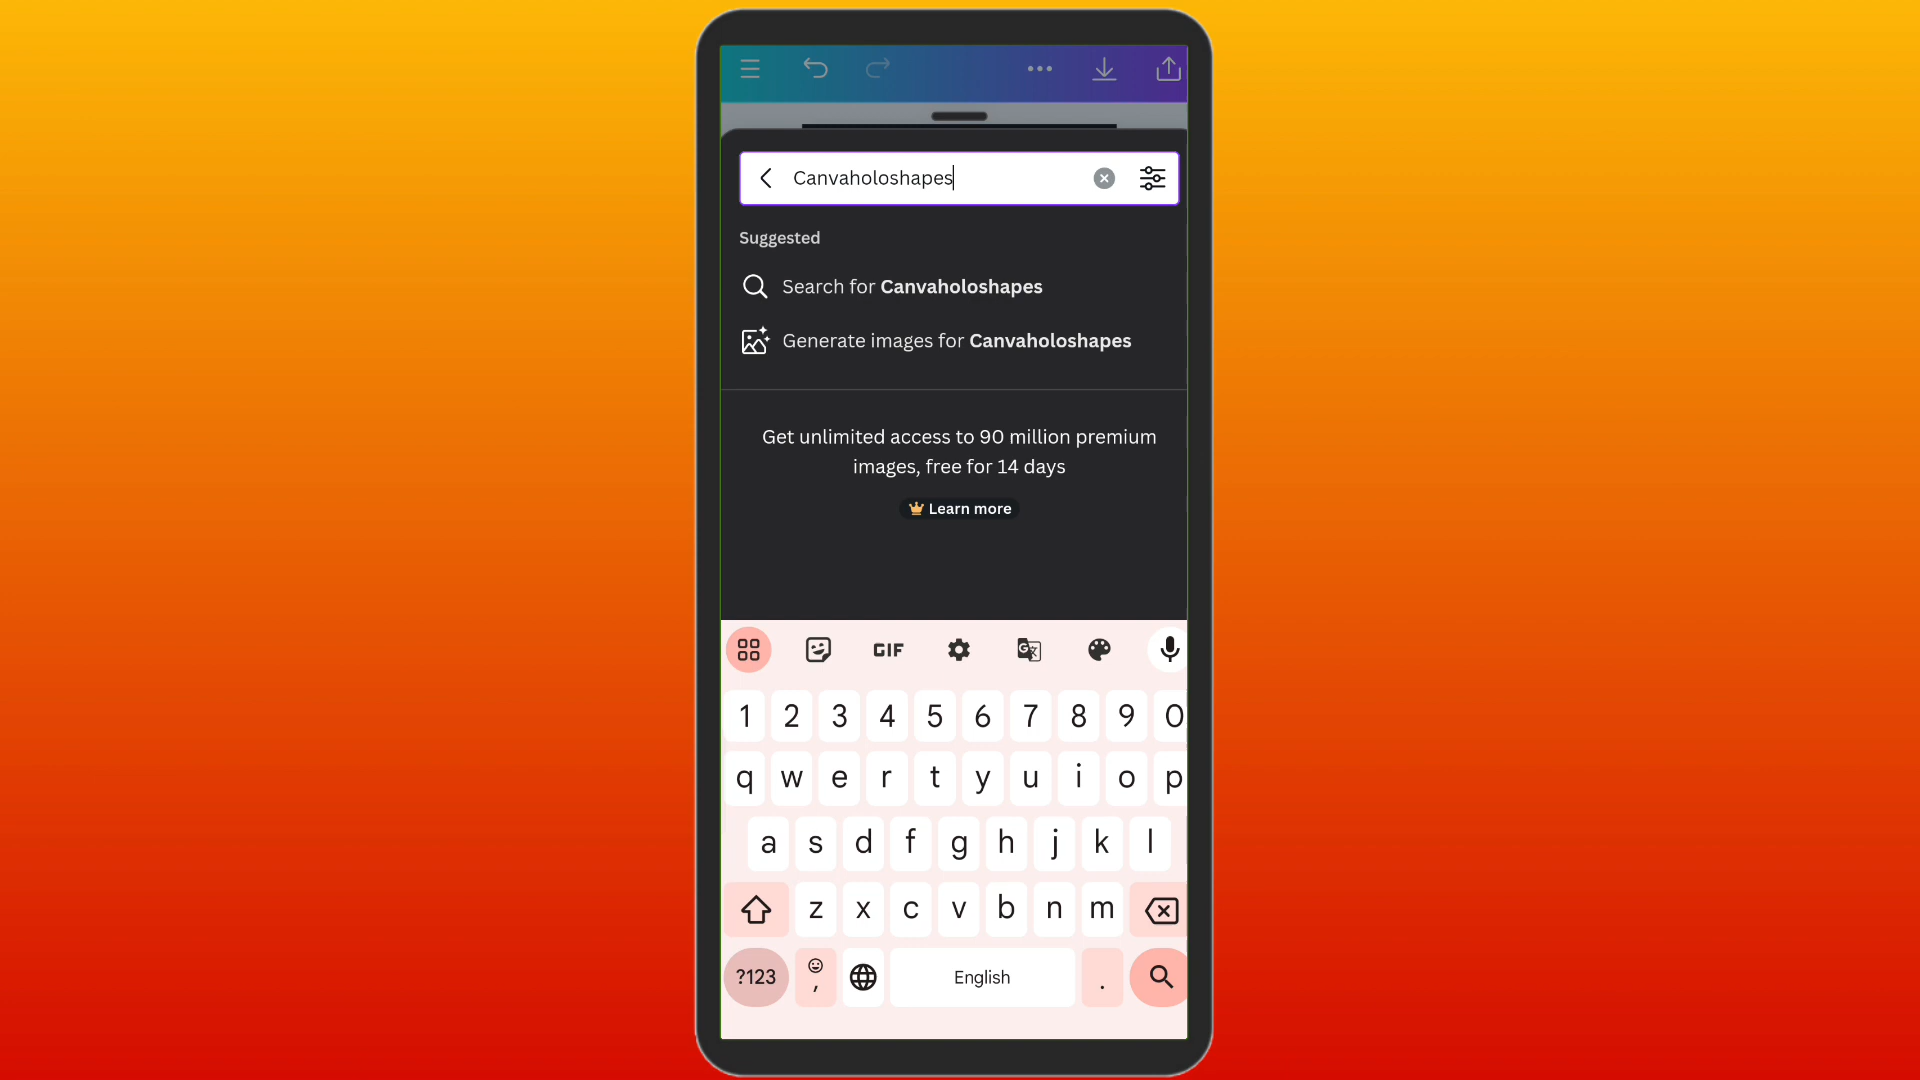 Canvaholoshapes
Suggested
Search for Canvaholoshapes
Generate images for Canvaholoshapes
Get unlimited access to 90 million premium
images, free for 14 days
Learn more
GIF
1 2 3 4 5 6 7 8 9 0
q w e r t y u i o p
a s d f g h j k l
z x c v b n m
?123 , English .